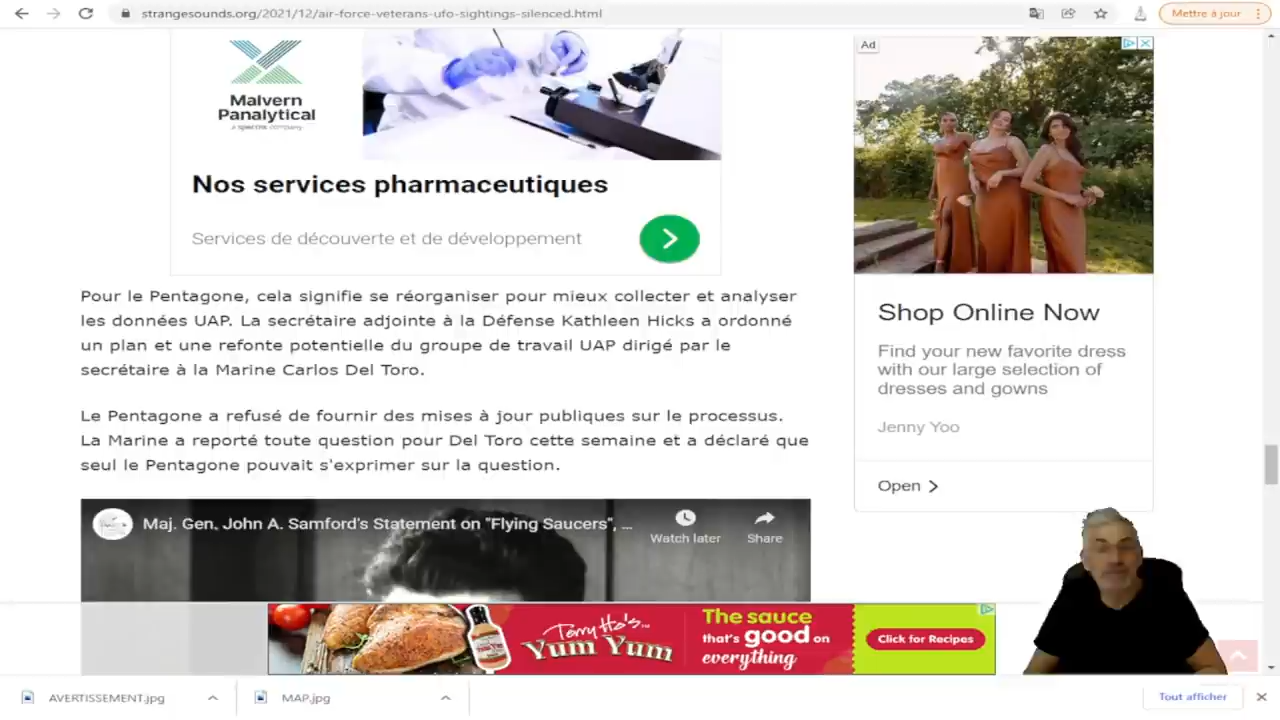 strangesounds.org/2021/12/air-force-veterans-ufo-sightings-silenced.html
Mettre à jour
Malvern
Panalytical
a spectris company
Nos services pharmaceutiques
Services de découverte et de développement
Pour le Pentagone, cela signifie se réorganiser pour mieux collecter et analyser
les données UAP. La secrétaire adjointe à la Défense Kathleen Hicks a ordonné
un plan et une refonte potentielle du groupe de travail UAP dirigé par le
secrétaire à la Marine Carlos Del Toro.
Le Pentagone a refusé de fournir des mises à jour publiques sur le processus.
La Marine a reporté toute question pour Del Toro cette semaine et a déclaré que
seul le Pentagone pouvait s'exprimer sur la question.
Maj. Gen. John A. Samford's Statement on "Flying Saucers", ...
Watch later
Share
Ad
Shop Online Now
Find your new favorite dress
with our large selection of
dresses and gowns
Jenny Yoo
Open
Terry Ho's
Yum Yum
The sauce
that's good on
everything
Click for Recipes
AVERTISSEMENT.jpg
MAP.jpg
Tout afficher